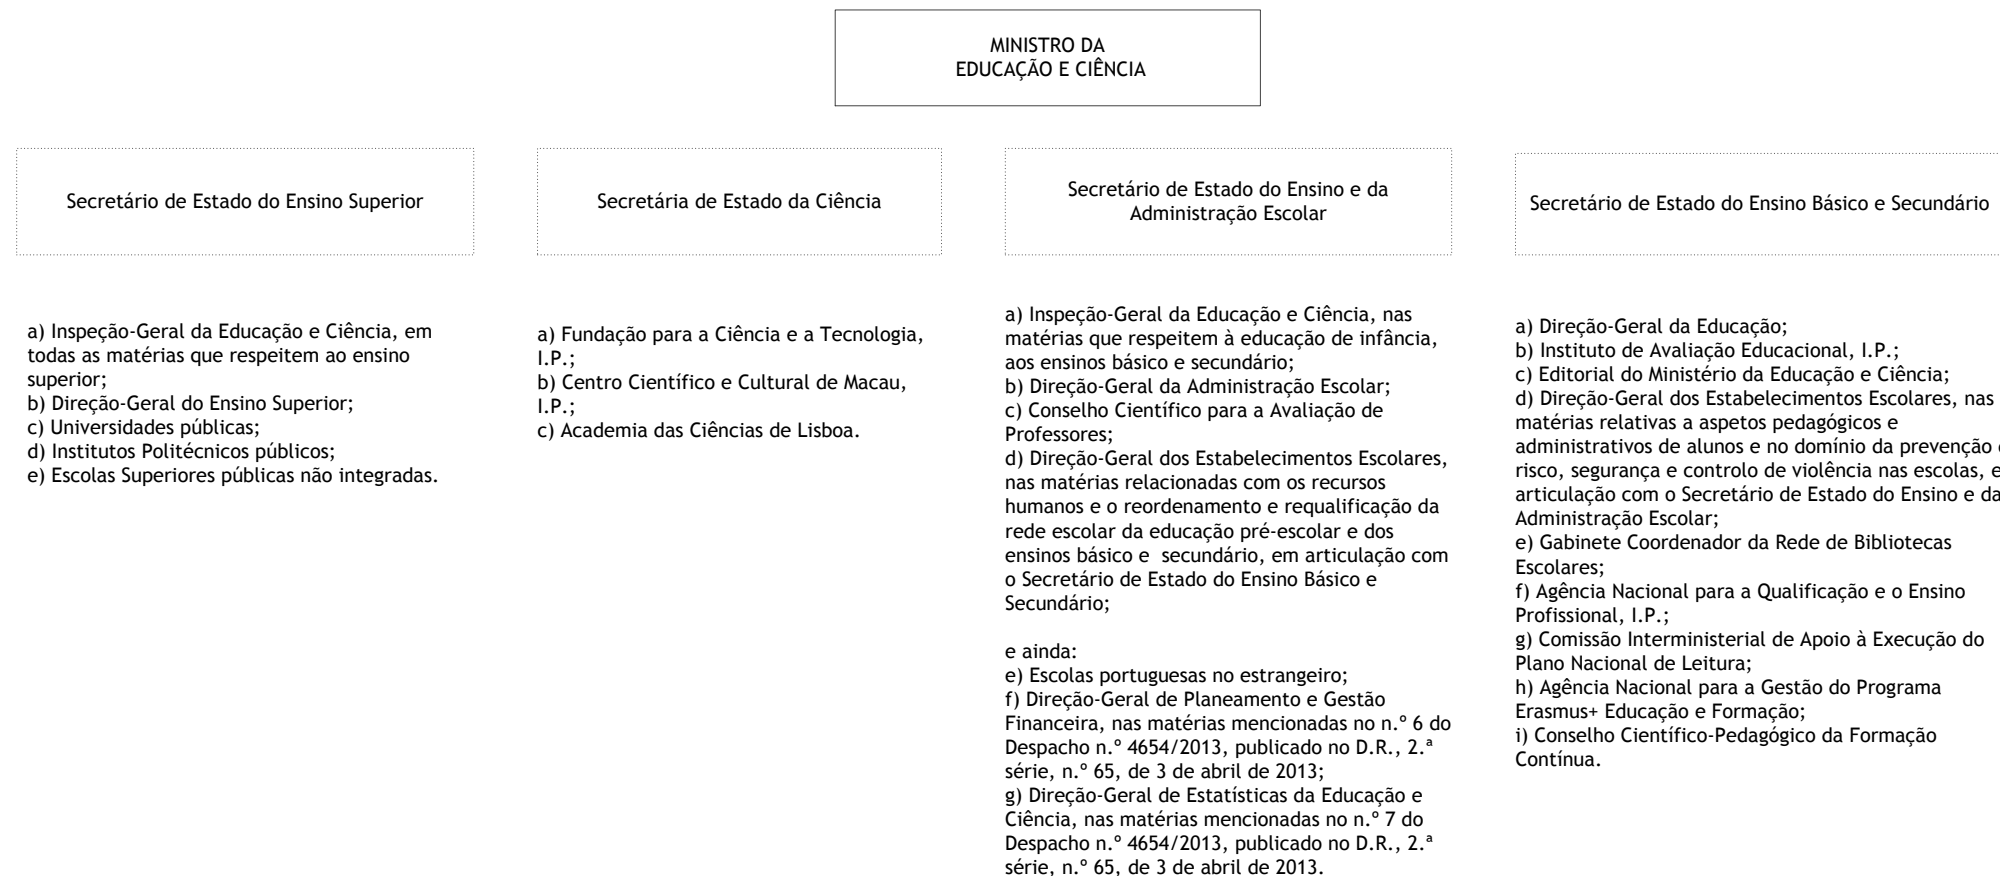 MINISTRO DA
EDUCAÇÃO E CIÊNCIA
Secretário de Estado do Ensino Superior
a) Inspeção-Geral da Educação e Ciência, em
todas as matérias que respeitem ao ensino
superior;
b) Direção-Geral do Ensino Superior;
c) Universidades públicas;
d) Institutos Politécnicos públicos;
e) Escolas Superiores públicas não integradas.
Secretária de Estado da Ciência
a) Fundação para a Ciência e a Tecnologia,
I.P.;
b) Centro Científico e Cultural de Macau,
I.P.;
c) Academia das Ciências de Lisboa.
Secretário de Estado do Ensino e da
Administração Escolar
a) Inspeção-Geral da Educação e Ciência, nas
matérias que respeitem à educação de infância,
aos ensinos básico e secundário;
b) Direção-Geral da Administração Escolar;
c) Conselho Científico para a Avaliação de
Professores;
d) Direção-Geral dos Estabelecimentos Escolares,
nas matérias relacionadas com os recursos
humanos e o reordenamento e requalificação da
rede escolar da educação pré-escolar e dos
ensinos básico e  secundário, em articulação com
o Secretário de Estado do Ensino Básico e
Secundário;
e ainda:
e) Escolas portuguesas no estrangeiro;
f) Direção-Geral de Planeamento e Gestão
Financeira, nas matérias mencionadas no n.º 6 do
Despacho n.º 4654/2013, publicado no D.R., 2.ª
série, n.º 65, de 3 de abril de 2013;
g) Direção-Geral de Estatísticas da Educação e
Ciência, nas matérias mencionadas no n.º 7 do
Despacho n.º 4654/2013, publicado no D.R., 2.ª
série, n.º 65, de 3 de abril de 2013.
Secretário de Estado do Ensino Básico e Secundário
a) Direção-Geral da Educação;
b) Instituto de Avaliação Educacional, I.P.;
c) Editorial do Ministério da Educação e Ciência;
d) Direção-Geral dos Estabelecimentos Escolares, nas
matérias relativas a aspetos pedagógicos e
administrativos de alunos e no domínio da prevenção
risco, segurança e controlo de violência nas escolas,
articulação com o Secretário de Estado do Ensino e da
Administração Escolar;
e) Gabinete Coordenador da Rede de Bibliotecas
Escolares;
f) Agência Nacional para a Qualificação e o Ensino
Profissional, I.P.;
g) Comissão Interministerial de Apoio à Execução do
Plano Nacional de Leitura;
h) Agência Nacional para a Gestão do Programa
Erasmus+ Educação e Formação;
i) Conselho Científico-Pedagógico da Formação
Contínua.